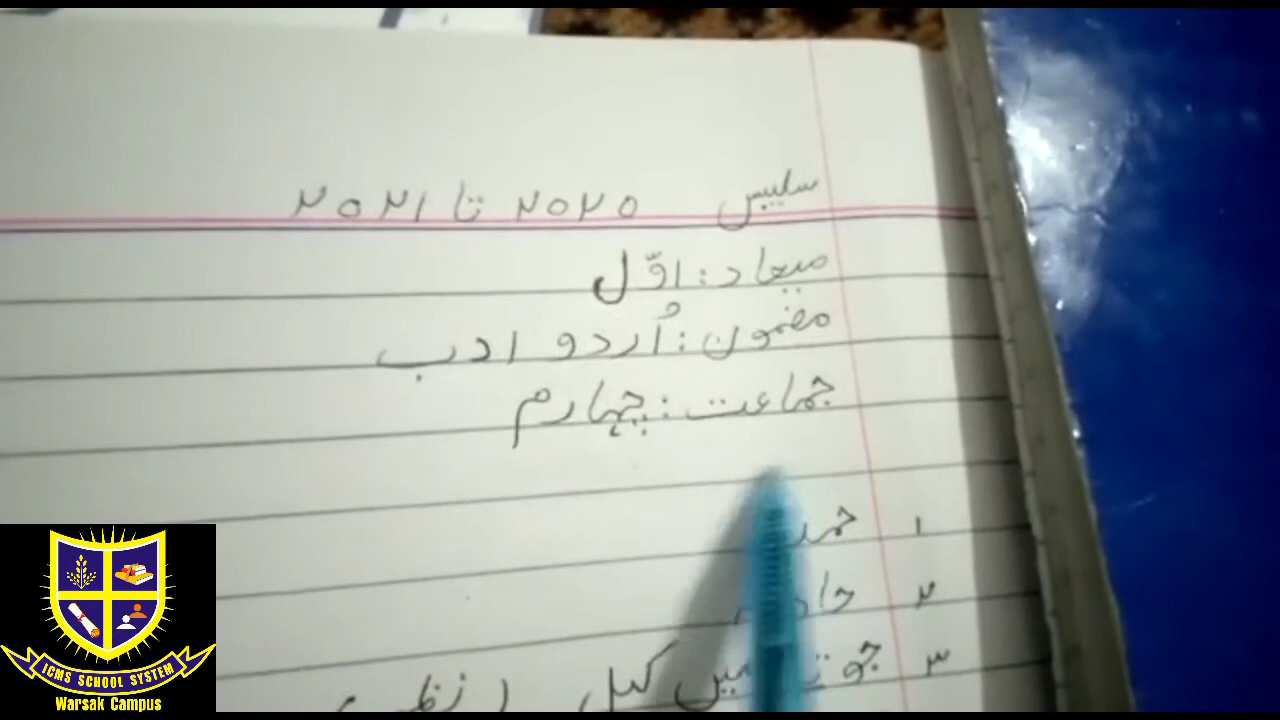 سلیبس ۲۰۲۰ تا ۲۰۲۱
میعاد: اوّل
مضمون: اُردو ادب
جماعت: چہارم
۱ حمد
۲
۳
ICMS SCHOOL SYSTEM
Warsak Campus